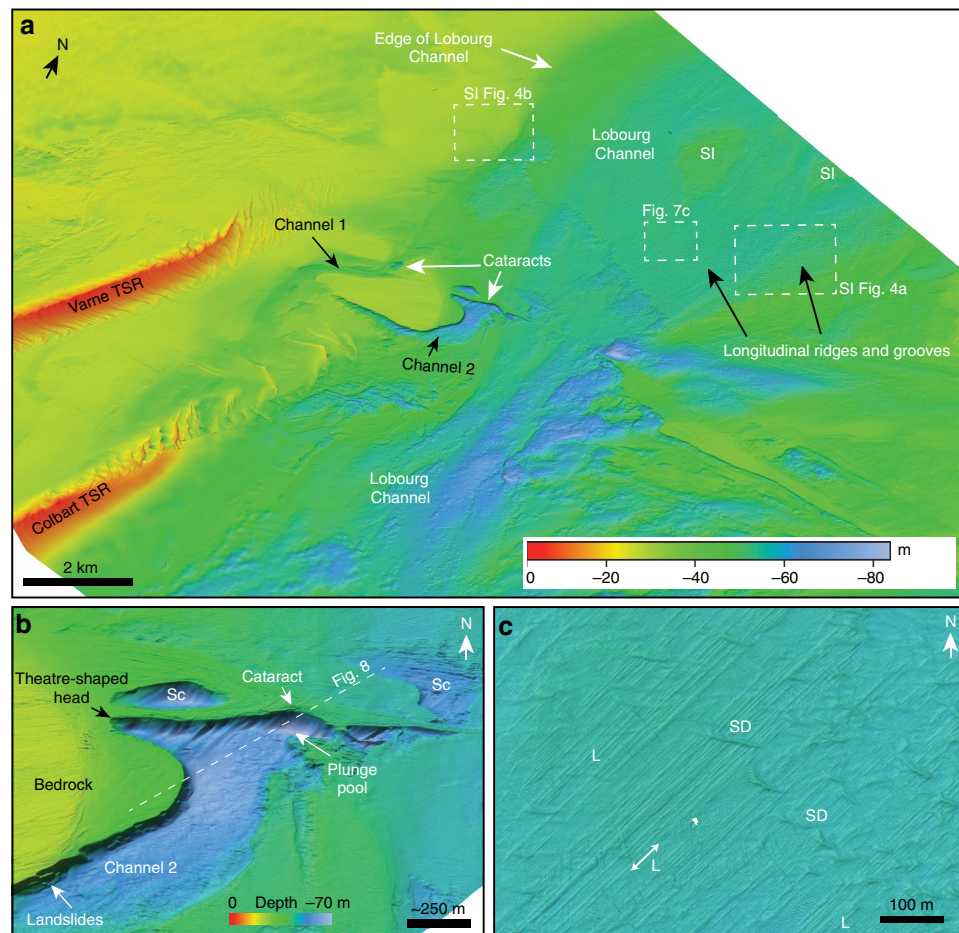 a
N
Edge of Lobourg
Channel
SI Fig. 4b
Lobourg
Channel
SI
SI
Fig. 7c
Channel 1
Cataracts
Varne TSR
SI Fig. 4a
Longitudinal ridges and grooves
Channel 2
Lobourg
Channel
Colbart TSR
2 km
m
0 −20 −40 −60 −80
b
N
Theatre-shaped
head
Sc
Cataract
Fig. 8
Sc
Bedrock
Plunge
pool
Channel 2
Landslides
0 Depth −70 m
~250 m
c
N
SD
L
SD
L
L
100 m